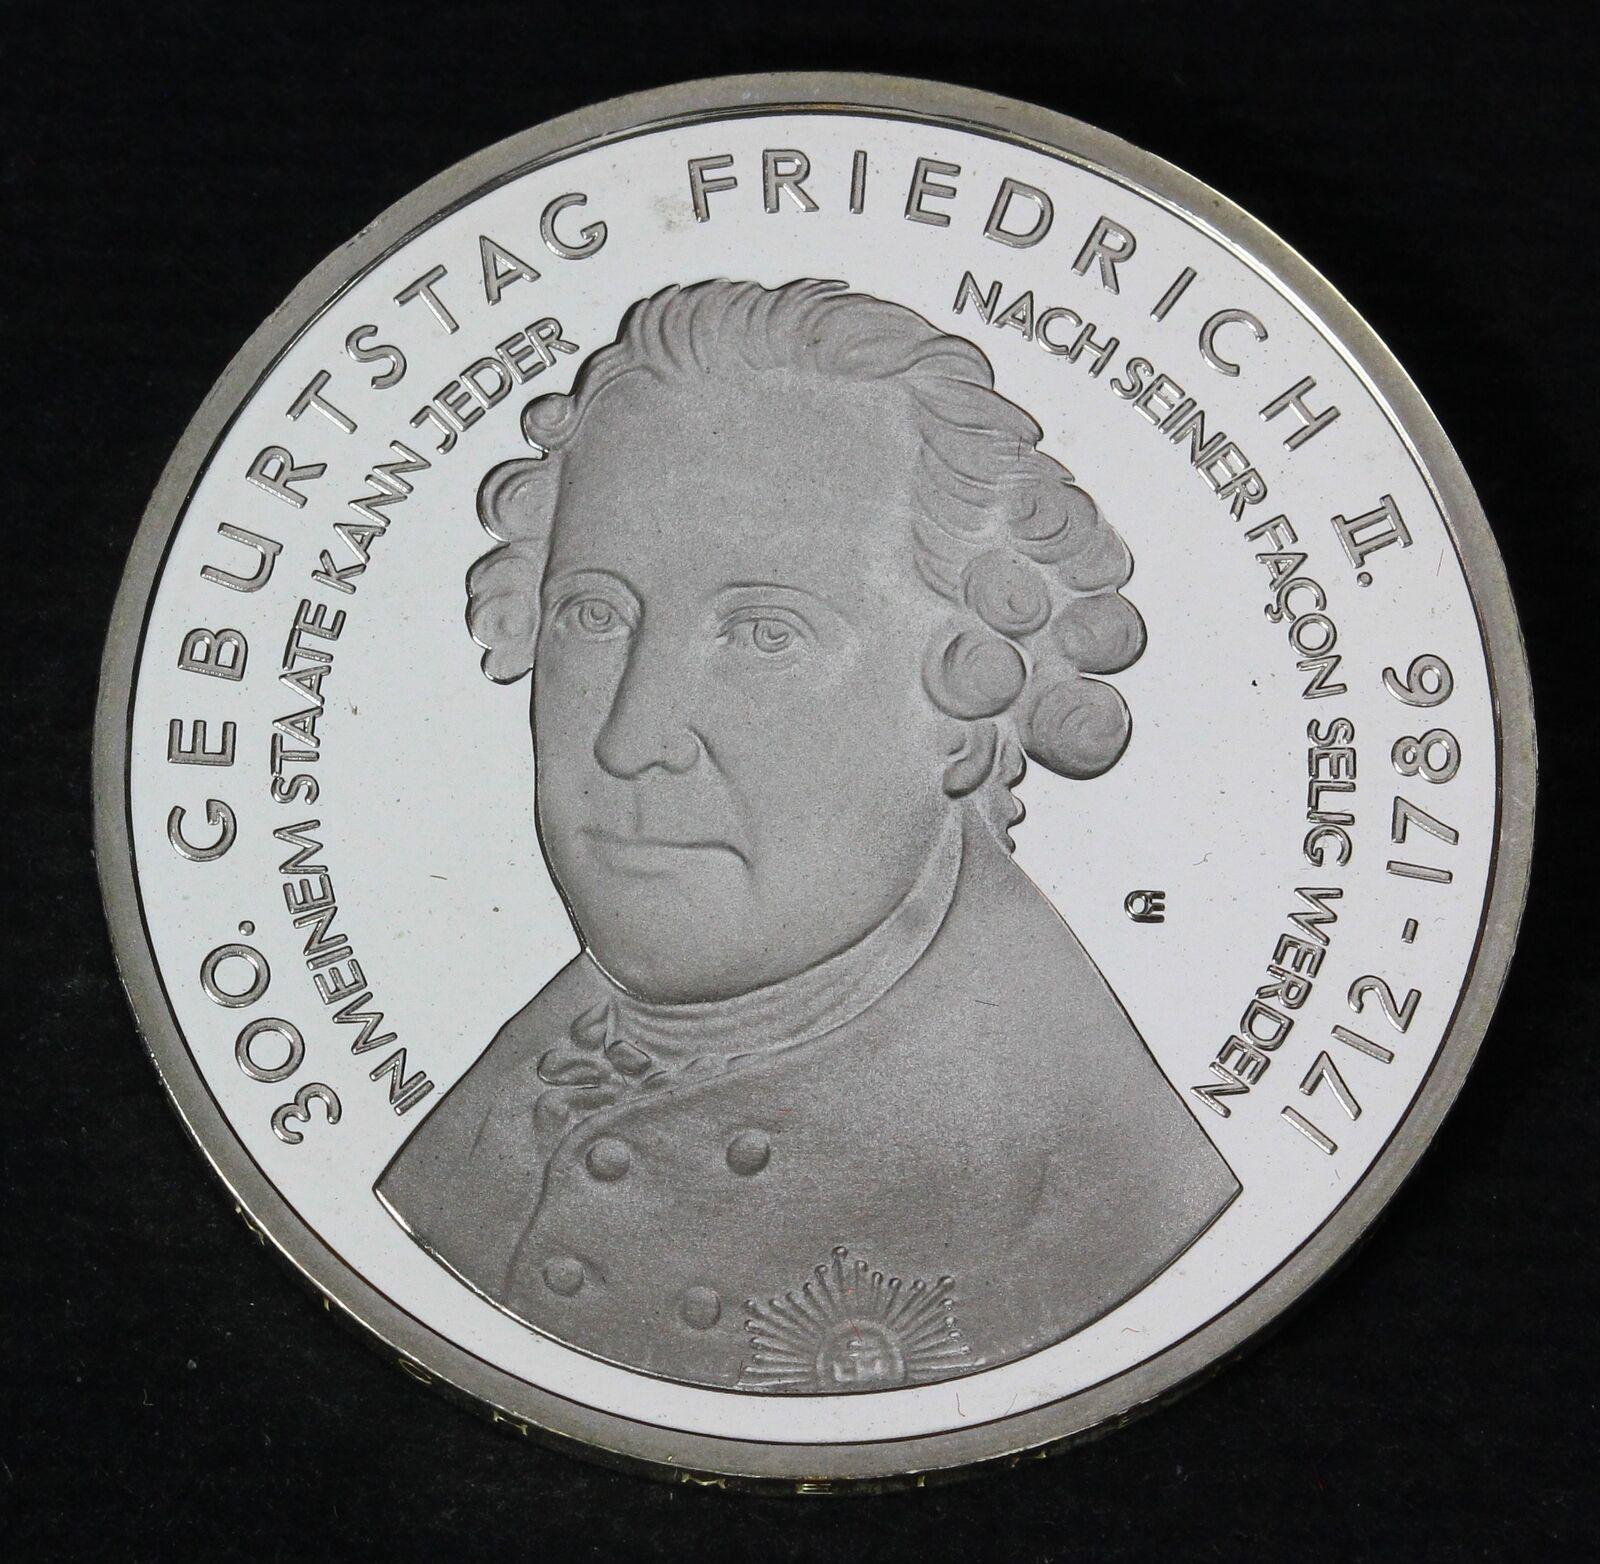 300. GEBURTSTAG FRIEDRICH II. 1712 - 1786
IN MEINEM STAATE KANN JEDER
NACH SEINER FAÇON SELIG WERDEN